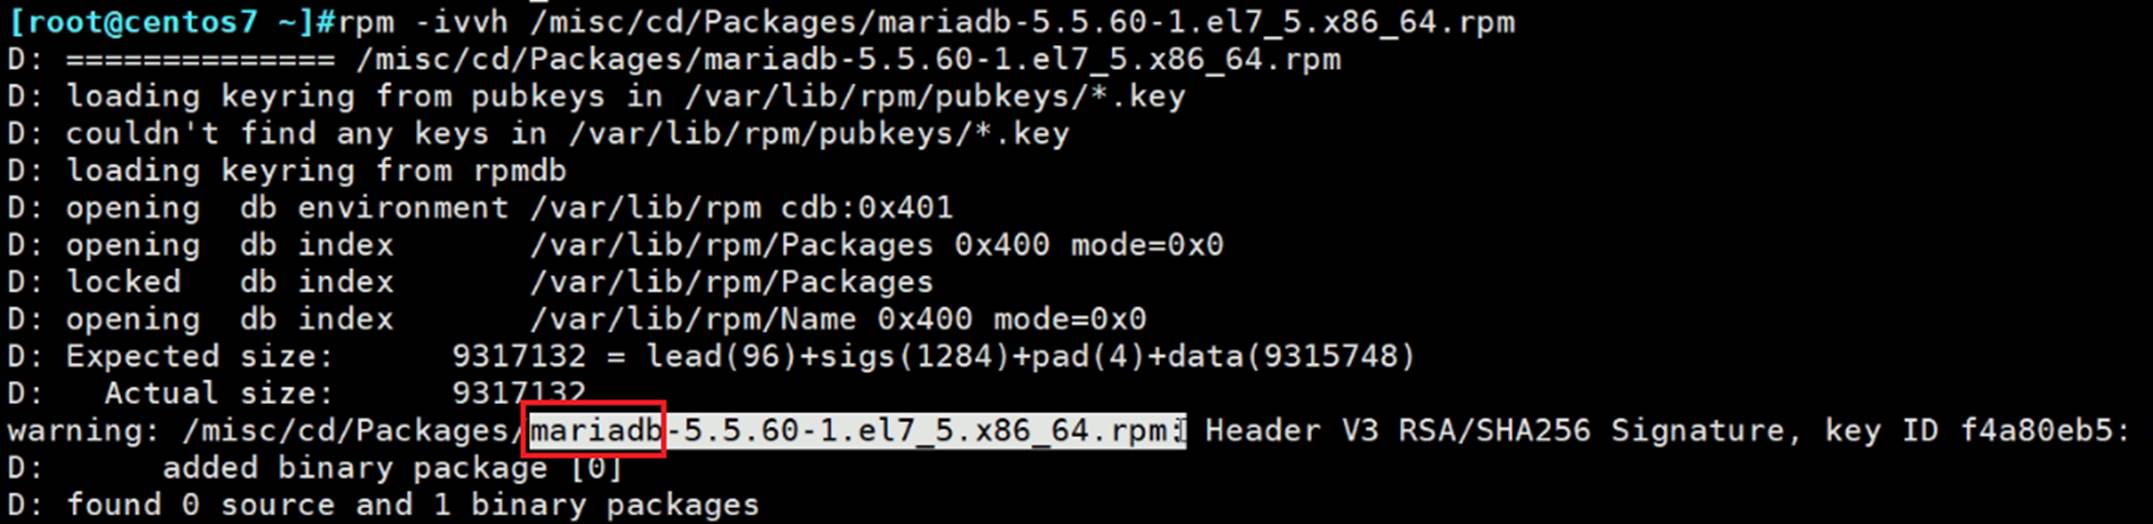 [root@centos7 ~]#rpm -ivvh /misc/cd/Packages/mariadb-5.5.60-1.el7_5.x86_64.rpm
D: ============== /misc/cd/Packages/mariadb-5.5.60-1.el7_5.x86_64.rpm
D: loading keyring from pubkeys in /var/lib/rpm/pubkeys/*.key
D: couldn't find any keys in /var/lib/rpm/pubkeys/*.key
D: loading keyring from rpmdb
D: opening  db environment /var/lib/rpm cdb:0x401
D: opening  db index       /var/lib/rpm/Packages 0x400 mode=0x0
D: locked   db index       /var/lib/rpm/Packages
D: opening  db index       /var/lib/rpm/Name 0x400 mode=0x0
D: Expected size:      9317132 = lead(96)+sigs(1284)+pad(4)+data(9315748)
D:   Actual size:      9317132
warning: /misc/cd/Packages/mariadb-5.5.60-1.el7_5.x86_64.rpm: Header V3 RSA/SHA256 Signature, key ID f4a80eb5:
D:      added binary package [0]
D: found 0 source and 1 binary packages